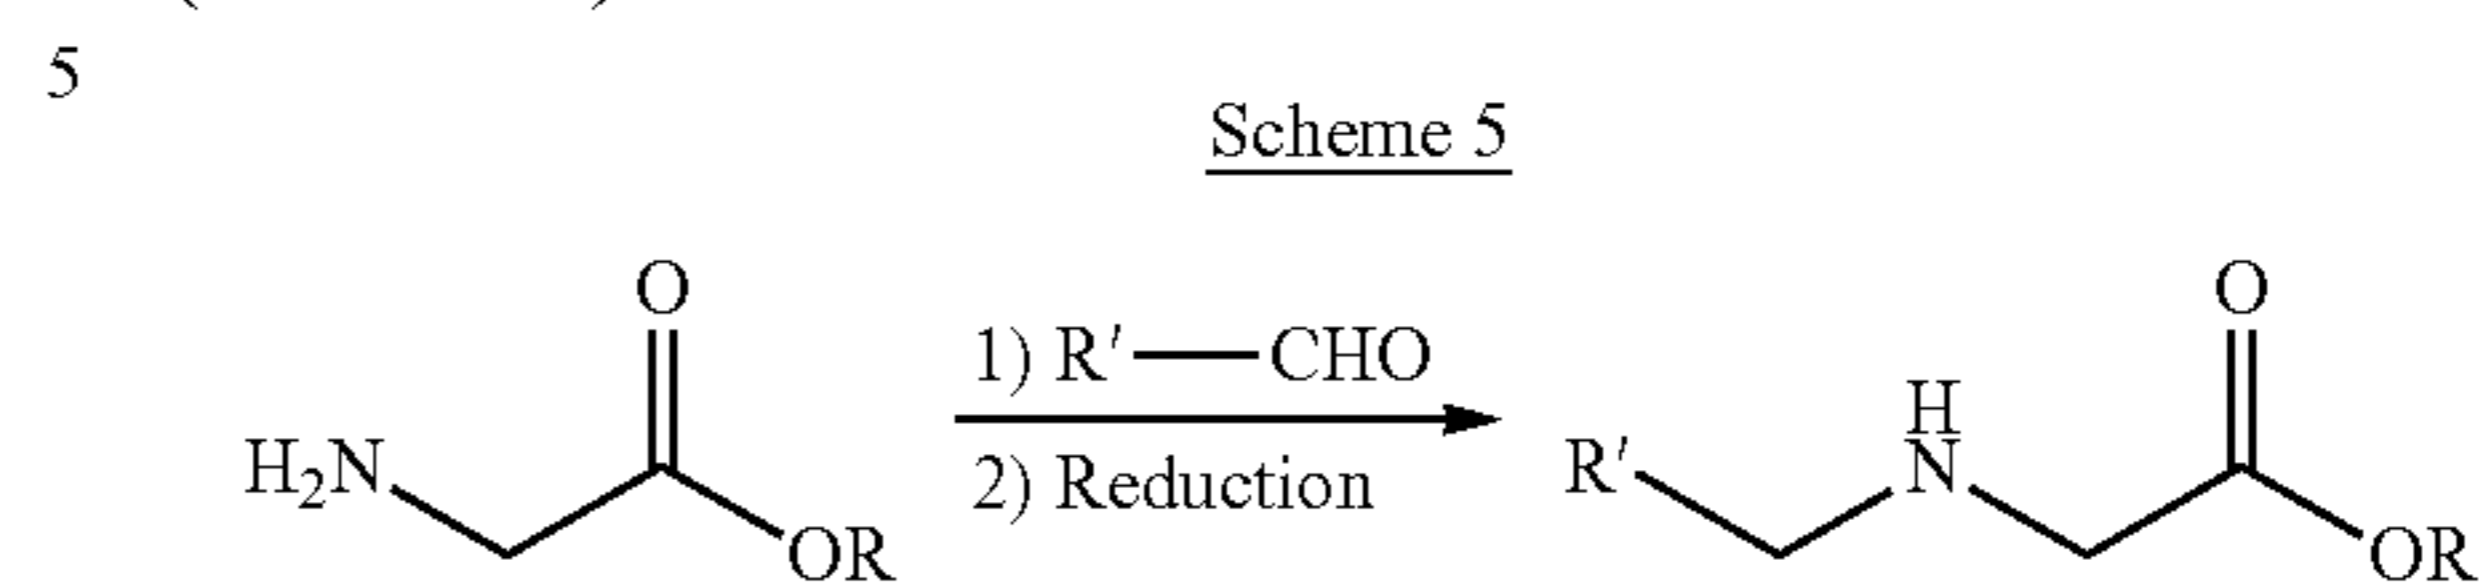 5
Scheme 5
O
1) R′—CHO
H₂N
OR
2) Reduction
R′
H
N
O
OR